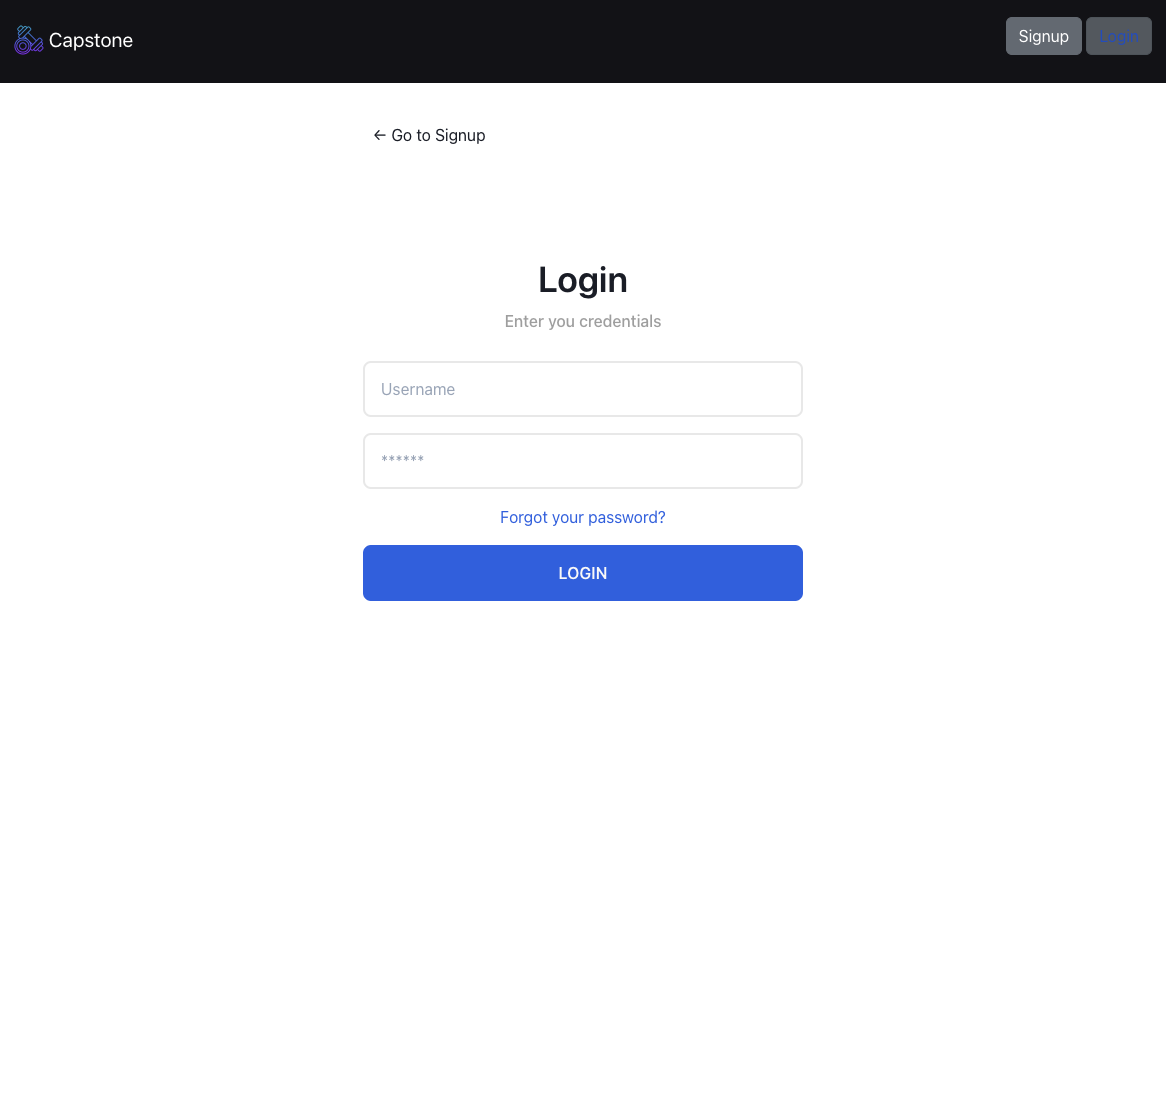 Capstone
Signup
Login
← Go to Signup
Login
Enter you credentials
Username
******
Forgot your password?
LOGIN